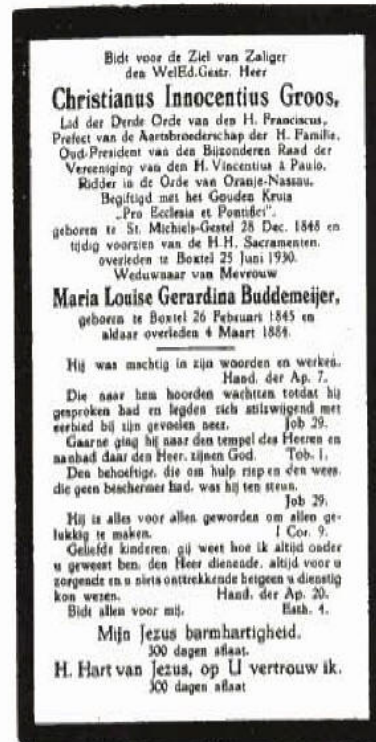 Bidt voor de Ziel van Zaliger
den WelEd.Gestr. Heer
Christianus Innocentius Groos,
Lid der Derde Orde van den H. Franciscus,
Prefect van de Aartsbroederschap der H. Familie,
Oud-President van den Bijzonderen Raad der
Vereeniging van den H. Vincentius à Paulo,
Ridder in de Orde van Oranje-Nassau,
Begiftigd met het Gouden Kruis
„Pro Ecclesia et Pontifici”
geboren te St. Michiels-Gestel 28 Dec. 1848 en
tijdig voorzien van de H.H. Sacramenten,
overleden te Boxtel 25 Juni 1930.
Weduwnaar van Mevrouw
Maria Louise Gerardina Buddemeijer,
geboren te Boxtel 26 Februari 1845 en
aldaar overleden 4 Maart 1884.
Hij was machtig in zijn woorden en werken.
Hand. der Ap. 7.
Die naar hem hoorden wachtten totdat hij
gesproken had en legden zich stilzwijgend met
eerbied bij zijn gevoelen neer. Job 29.
Gaarne ging hij naar den tempel des Heeren en
aanbad daar den Heer, zijnen God. Tob. 1.
Den behoeftige, die om hulp riep en den wees,
die geen beschermer had, was hij ten steun.
Job 29.
Hij is alles voor allen geworden om allen ge-
lukkig te maken. I Cor. 9.
Geliefde kinderen, gij weet hoe ik altijd onder
u geweest ben, den Heer dienende, altijd voor u
zorgende en u niets onttrekkende hetgeen u dienstig
kon wezen. Hand. der Ap. 20.
Bidt allen voor mij. Esth. 4.
Mijn Jezus barmhartigheid.
300 dagen aflaat.
H. Hart van Jezus, op U vertrouw ik.
300 dagen aflaat